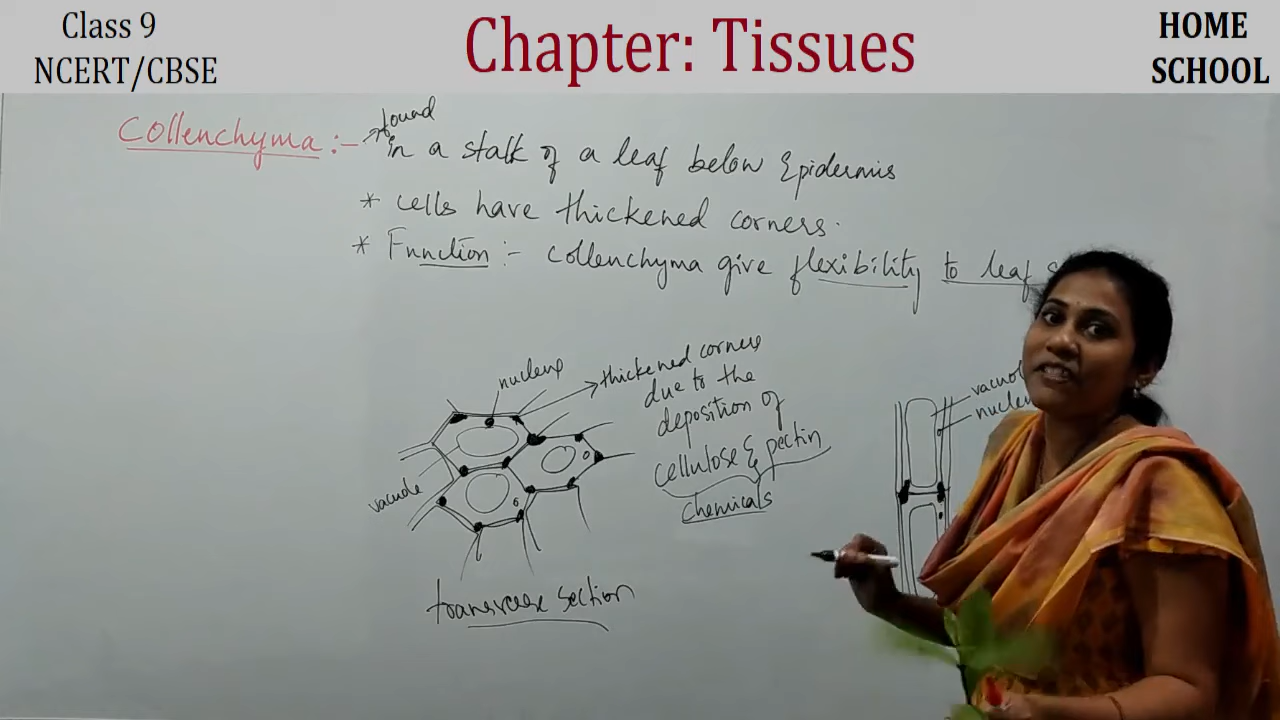 Class 9
NCERT/CBSE
Chapter: Tissues
HOME
SCHOOL
Collenchyma :- → found
in a stalk of a leaf below Epidermis
* cells have thickened corners.
* Function :- collenchyma give flexibility to leaf
nucleus
thickened corners
due to the
deposition of
cellulose & pectin
chemicals
vacuole
transverse section